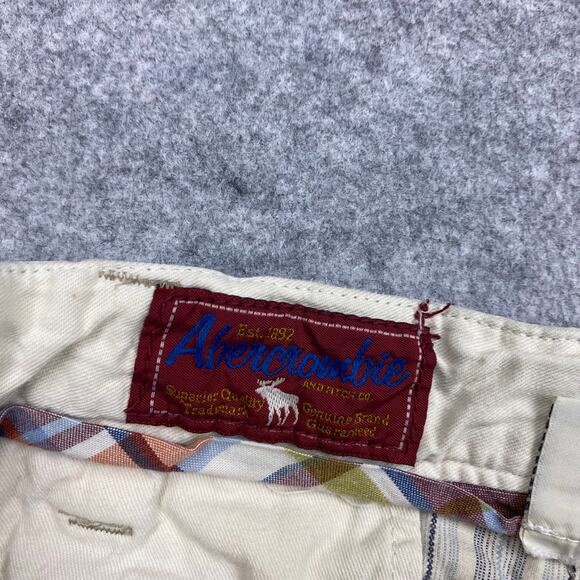 Est. 1892
Abercrombie
AND FITCH CO.
Superior Quality
Trademark
Genuine Brand
Guaranteed